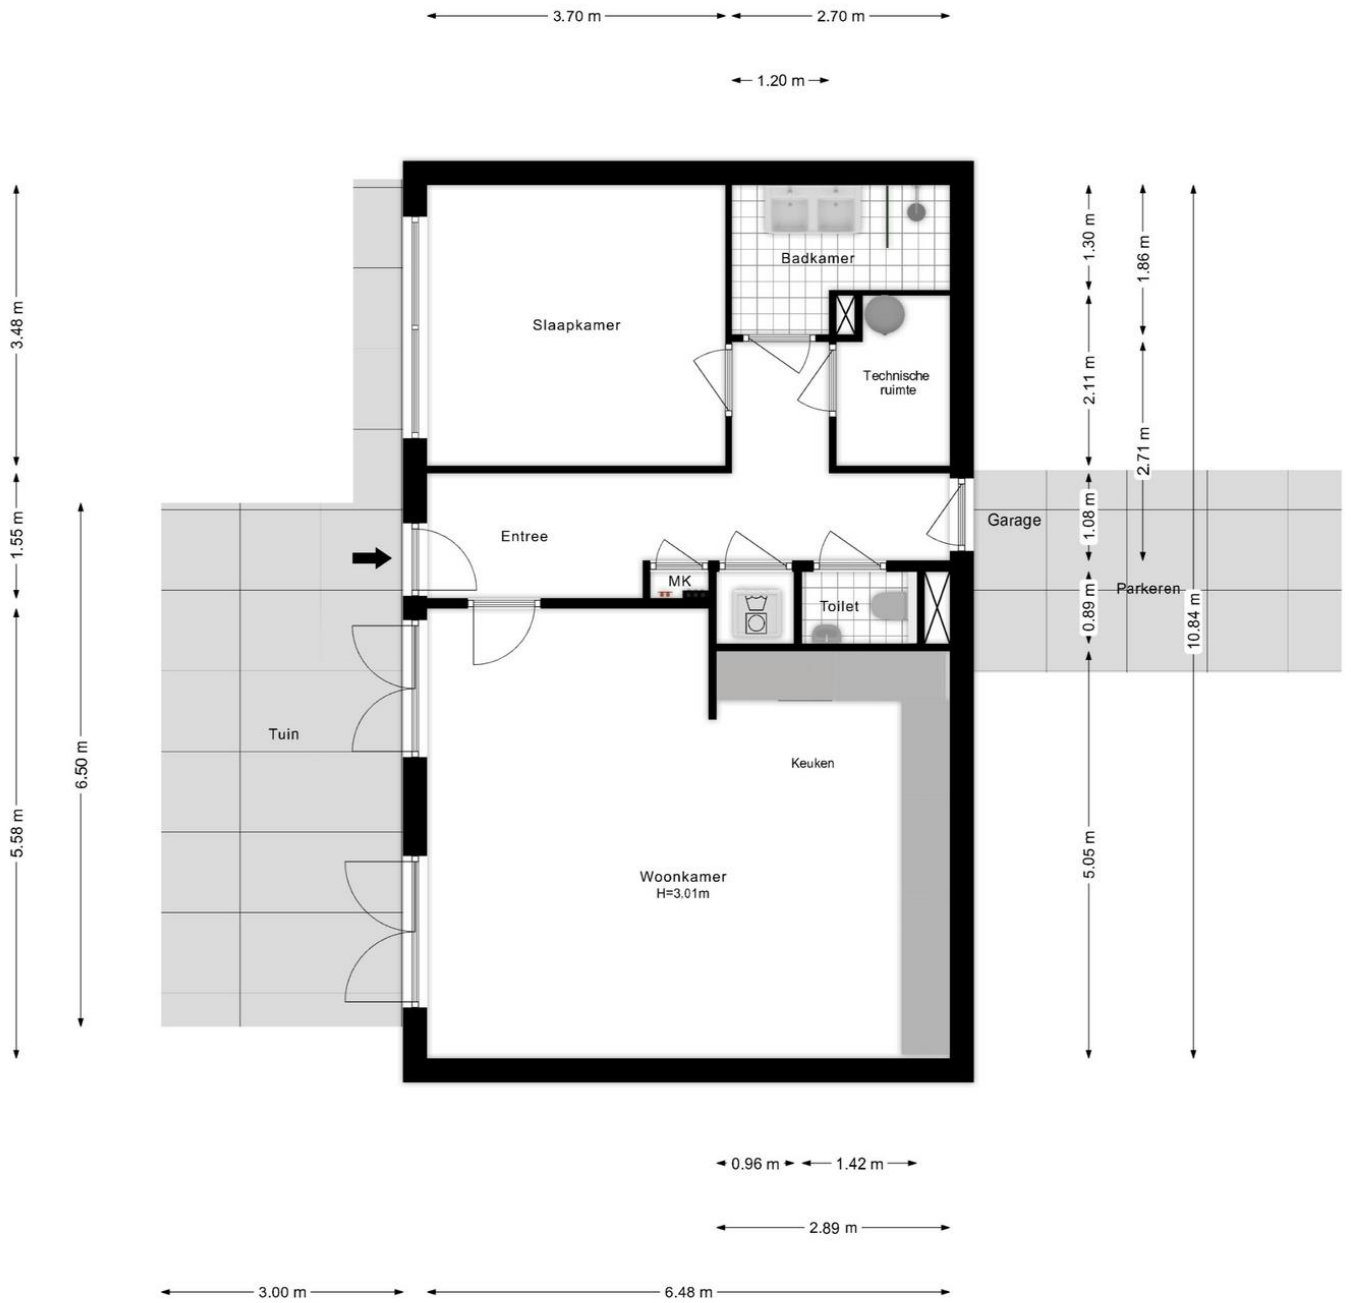 3.70 m
2.70 m
1.20 m
3.48 m
1.55 m
5.58 m
6.50 m
Slaapkamer
Badkamer
Technische
ruimte
Entree
MK
Toilet
Tuin
Keuken
Woonkamer
H=3.01m
Garage
Parkeren
1.30 m
2.11 m
1.08 m
0.89 m
5.05 m
1.86 m
2.71 m
10.84 m
0.96 m
1.42 m
2.89 m
3.00 m
6.48 m